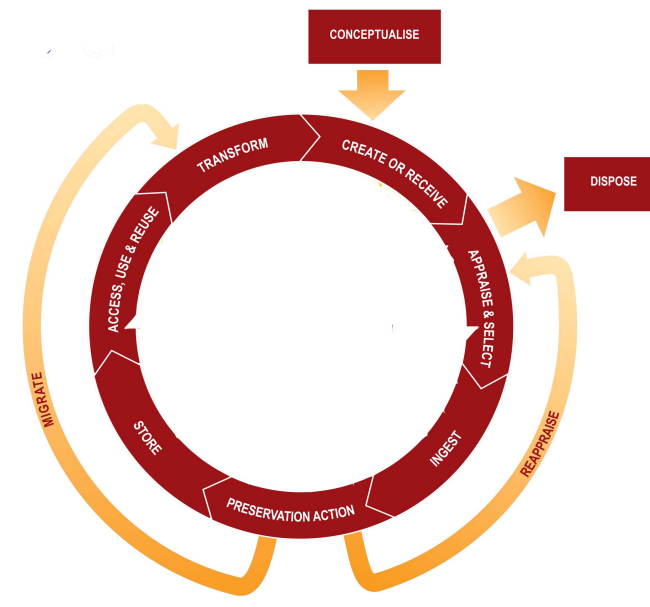 CONCEPTUALISE
CREATE OR RECEIVE
DISPOSE
APPRAISE & SELECT
INGEST
REAPPRAISE
PRESERVATION ACTION
STORE
MIGRATE
ACCESS, USE & REUSE
TRANSFORM